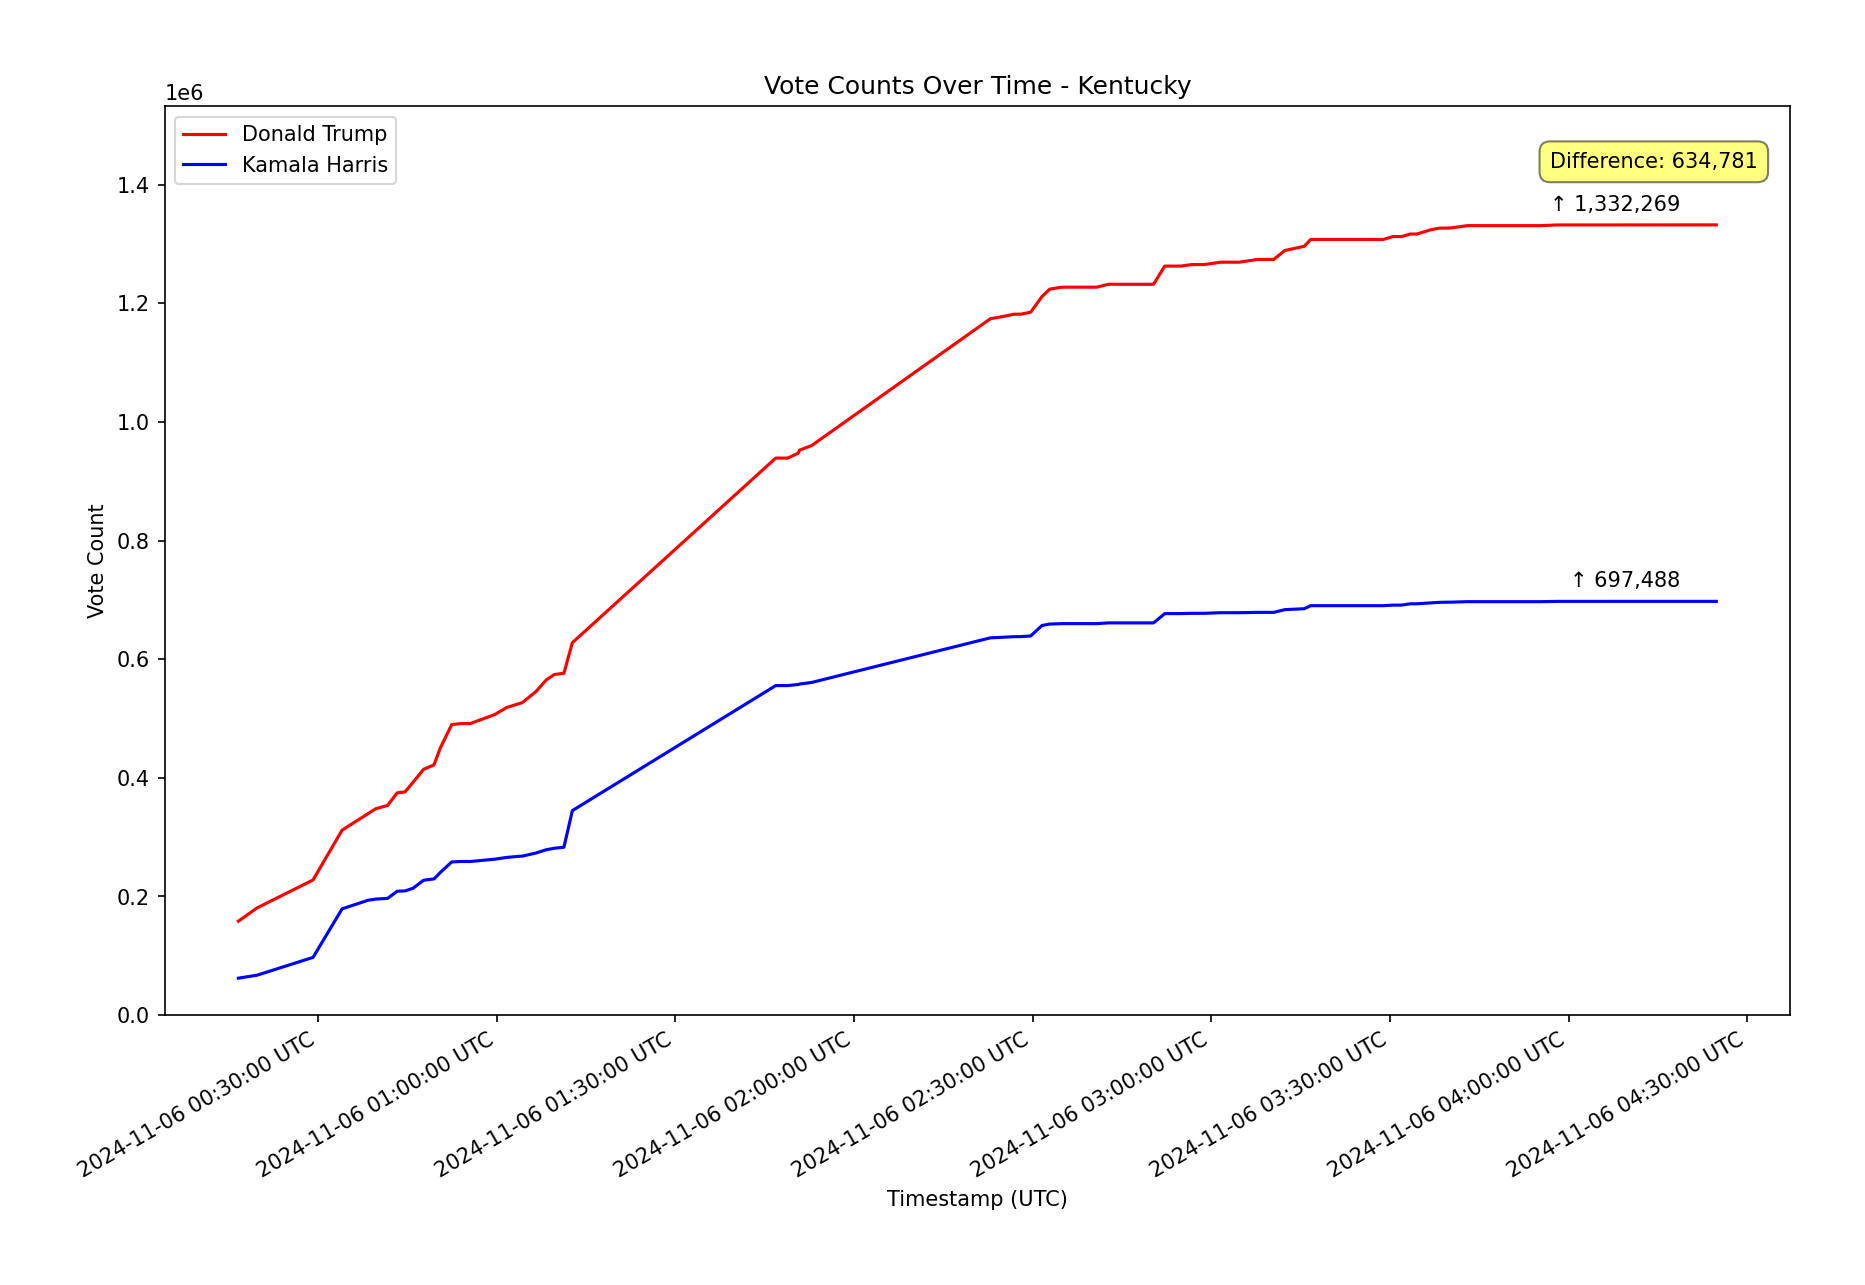 Vote Counts Over Time - Kentucky
1e6
Donald Trump
Kamala Harris
Difference: 634,781
↑ 1,332,269
↑ 697,488
1.4
1.2
1.0
0.8
0.6
0.4
0.2
0.0
Vote Count
2024-11-06 00:30:00 UTC
2024-11-06 01:00:00 UTC
2024-11-06 01:30:00 UTC
2024-11-06 02:00:00 UTC
2024-11-06 02:30:00 UTC
2024-11-06 03:00:00 UTC
2024-11-06 03:30:00 UTC
2024-11-06 04:00:00 UTC
2024-11-06 04:30:00 UTC
Timestamp (UTC)